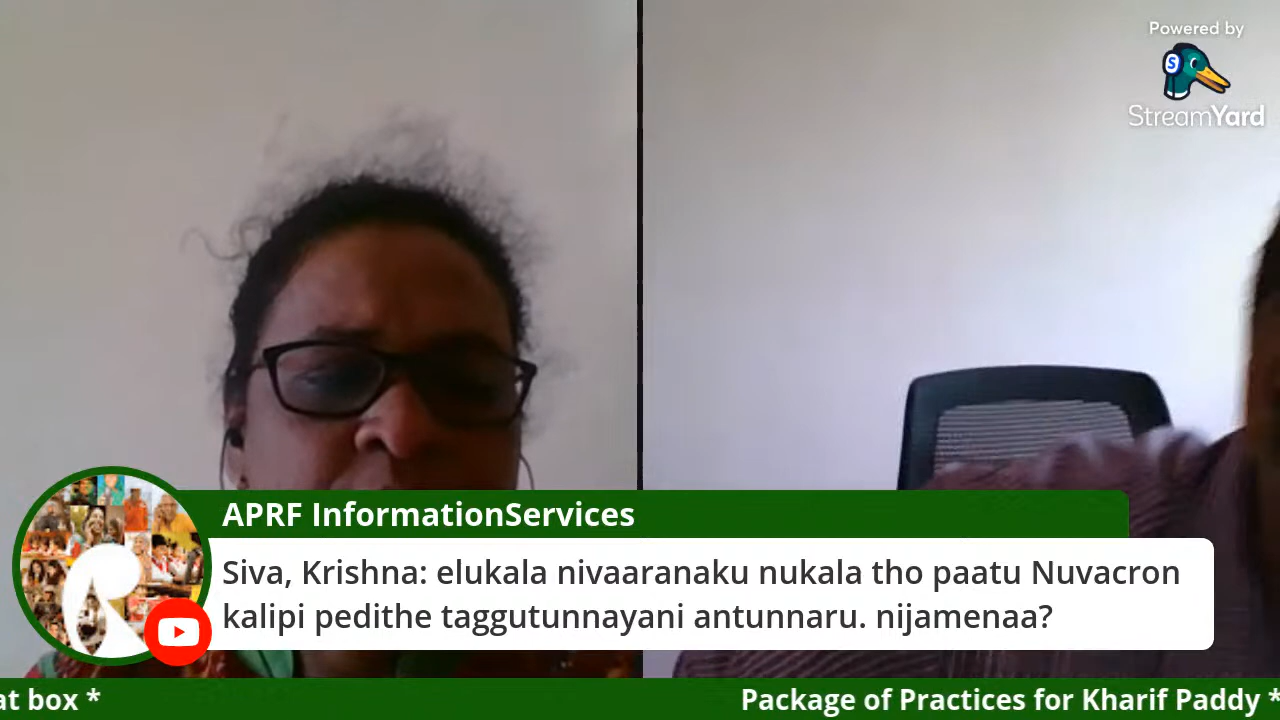 Powered by
StreamYard
APRF InformationServices
Siva, Krishna: elukala nivaaranaku nukala tho paatu Nuvacron
kalipi pedithe taggutunnayani antunnaru. nijamenaa?
at box *
Package of Practices for Kharif Paddy *